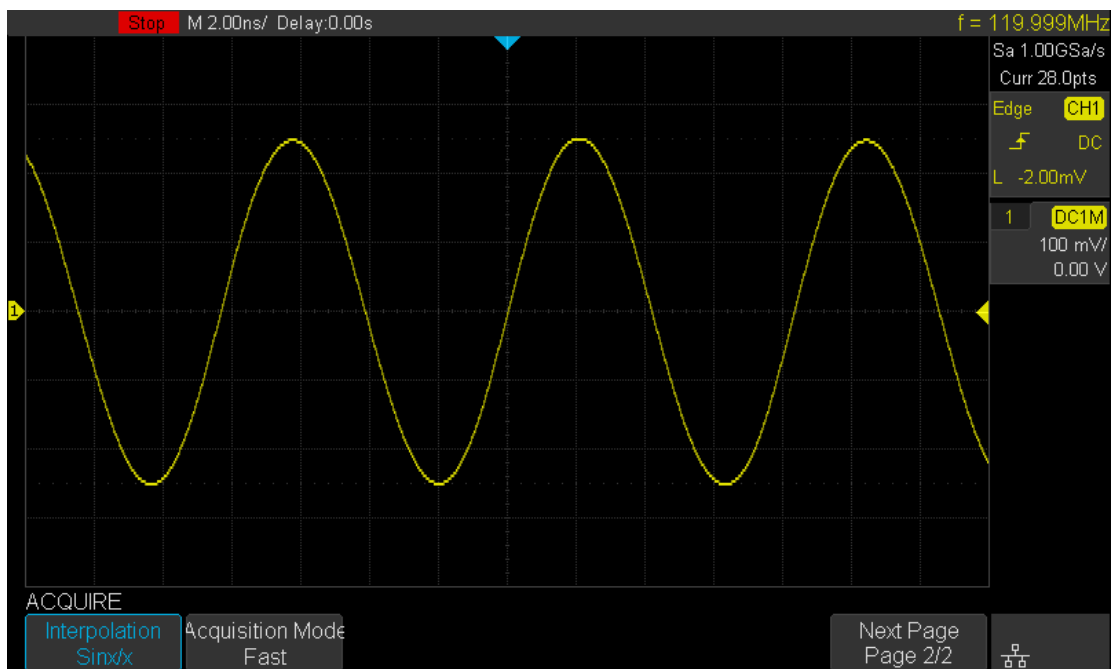 Stop M 2.00ns/ Delay:0.00s f = 119.999MHz
Sa 1.00GSa/s
Curr 28.0pts
Edge CH1
DC
L -2.00mV
1 DC1M
100 mV/
0.00 V
1
ACQUIRE
Interpolation Acquisition Mode Next Page
Sinx/x Fast Page 2/2